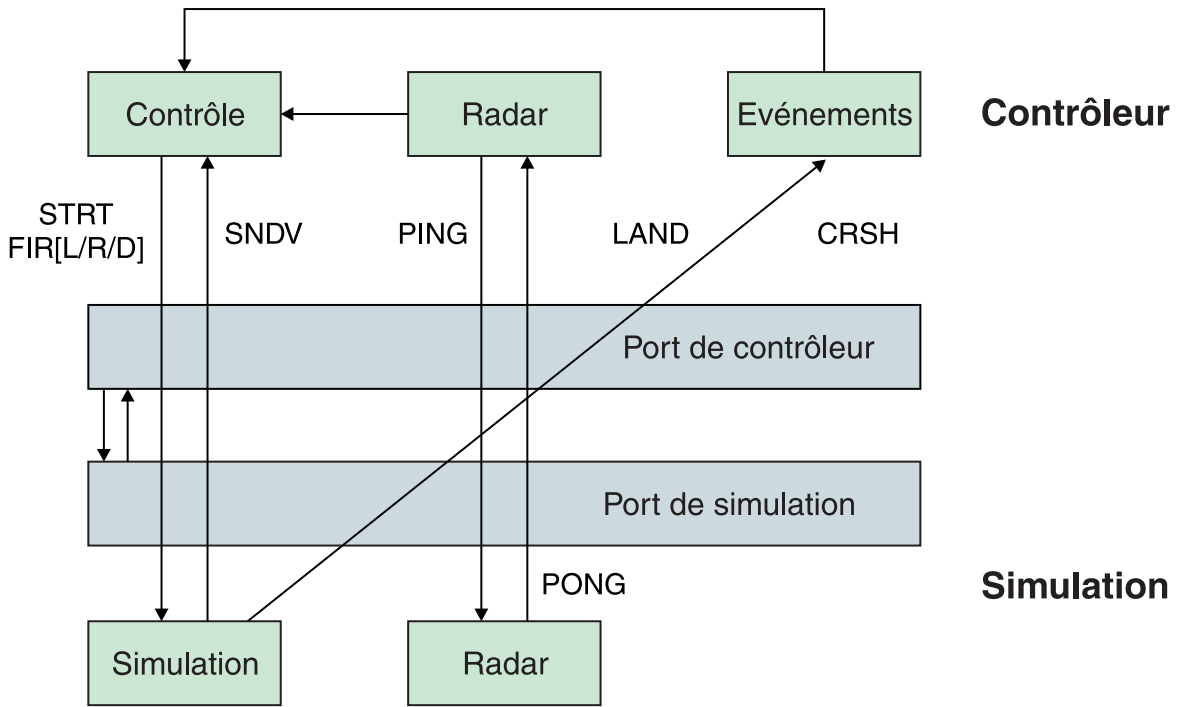 Contrôle
Radar
Evénements
Contrôleur
STRT
FIR[L/R/D]
SNDV
PING
LAND
CRSH
Port de contrôleur
Port de simulation
PONG
Simulation
Simulation
Radar